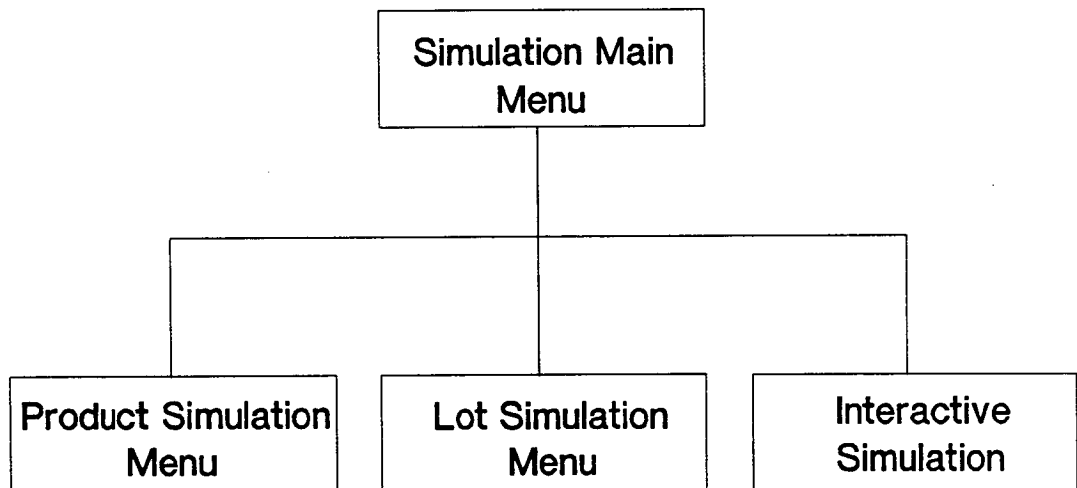 Simulation Main
Menu
Product Simulation
Menu
Lot Simulation
Menu
Interactive
Simulation